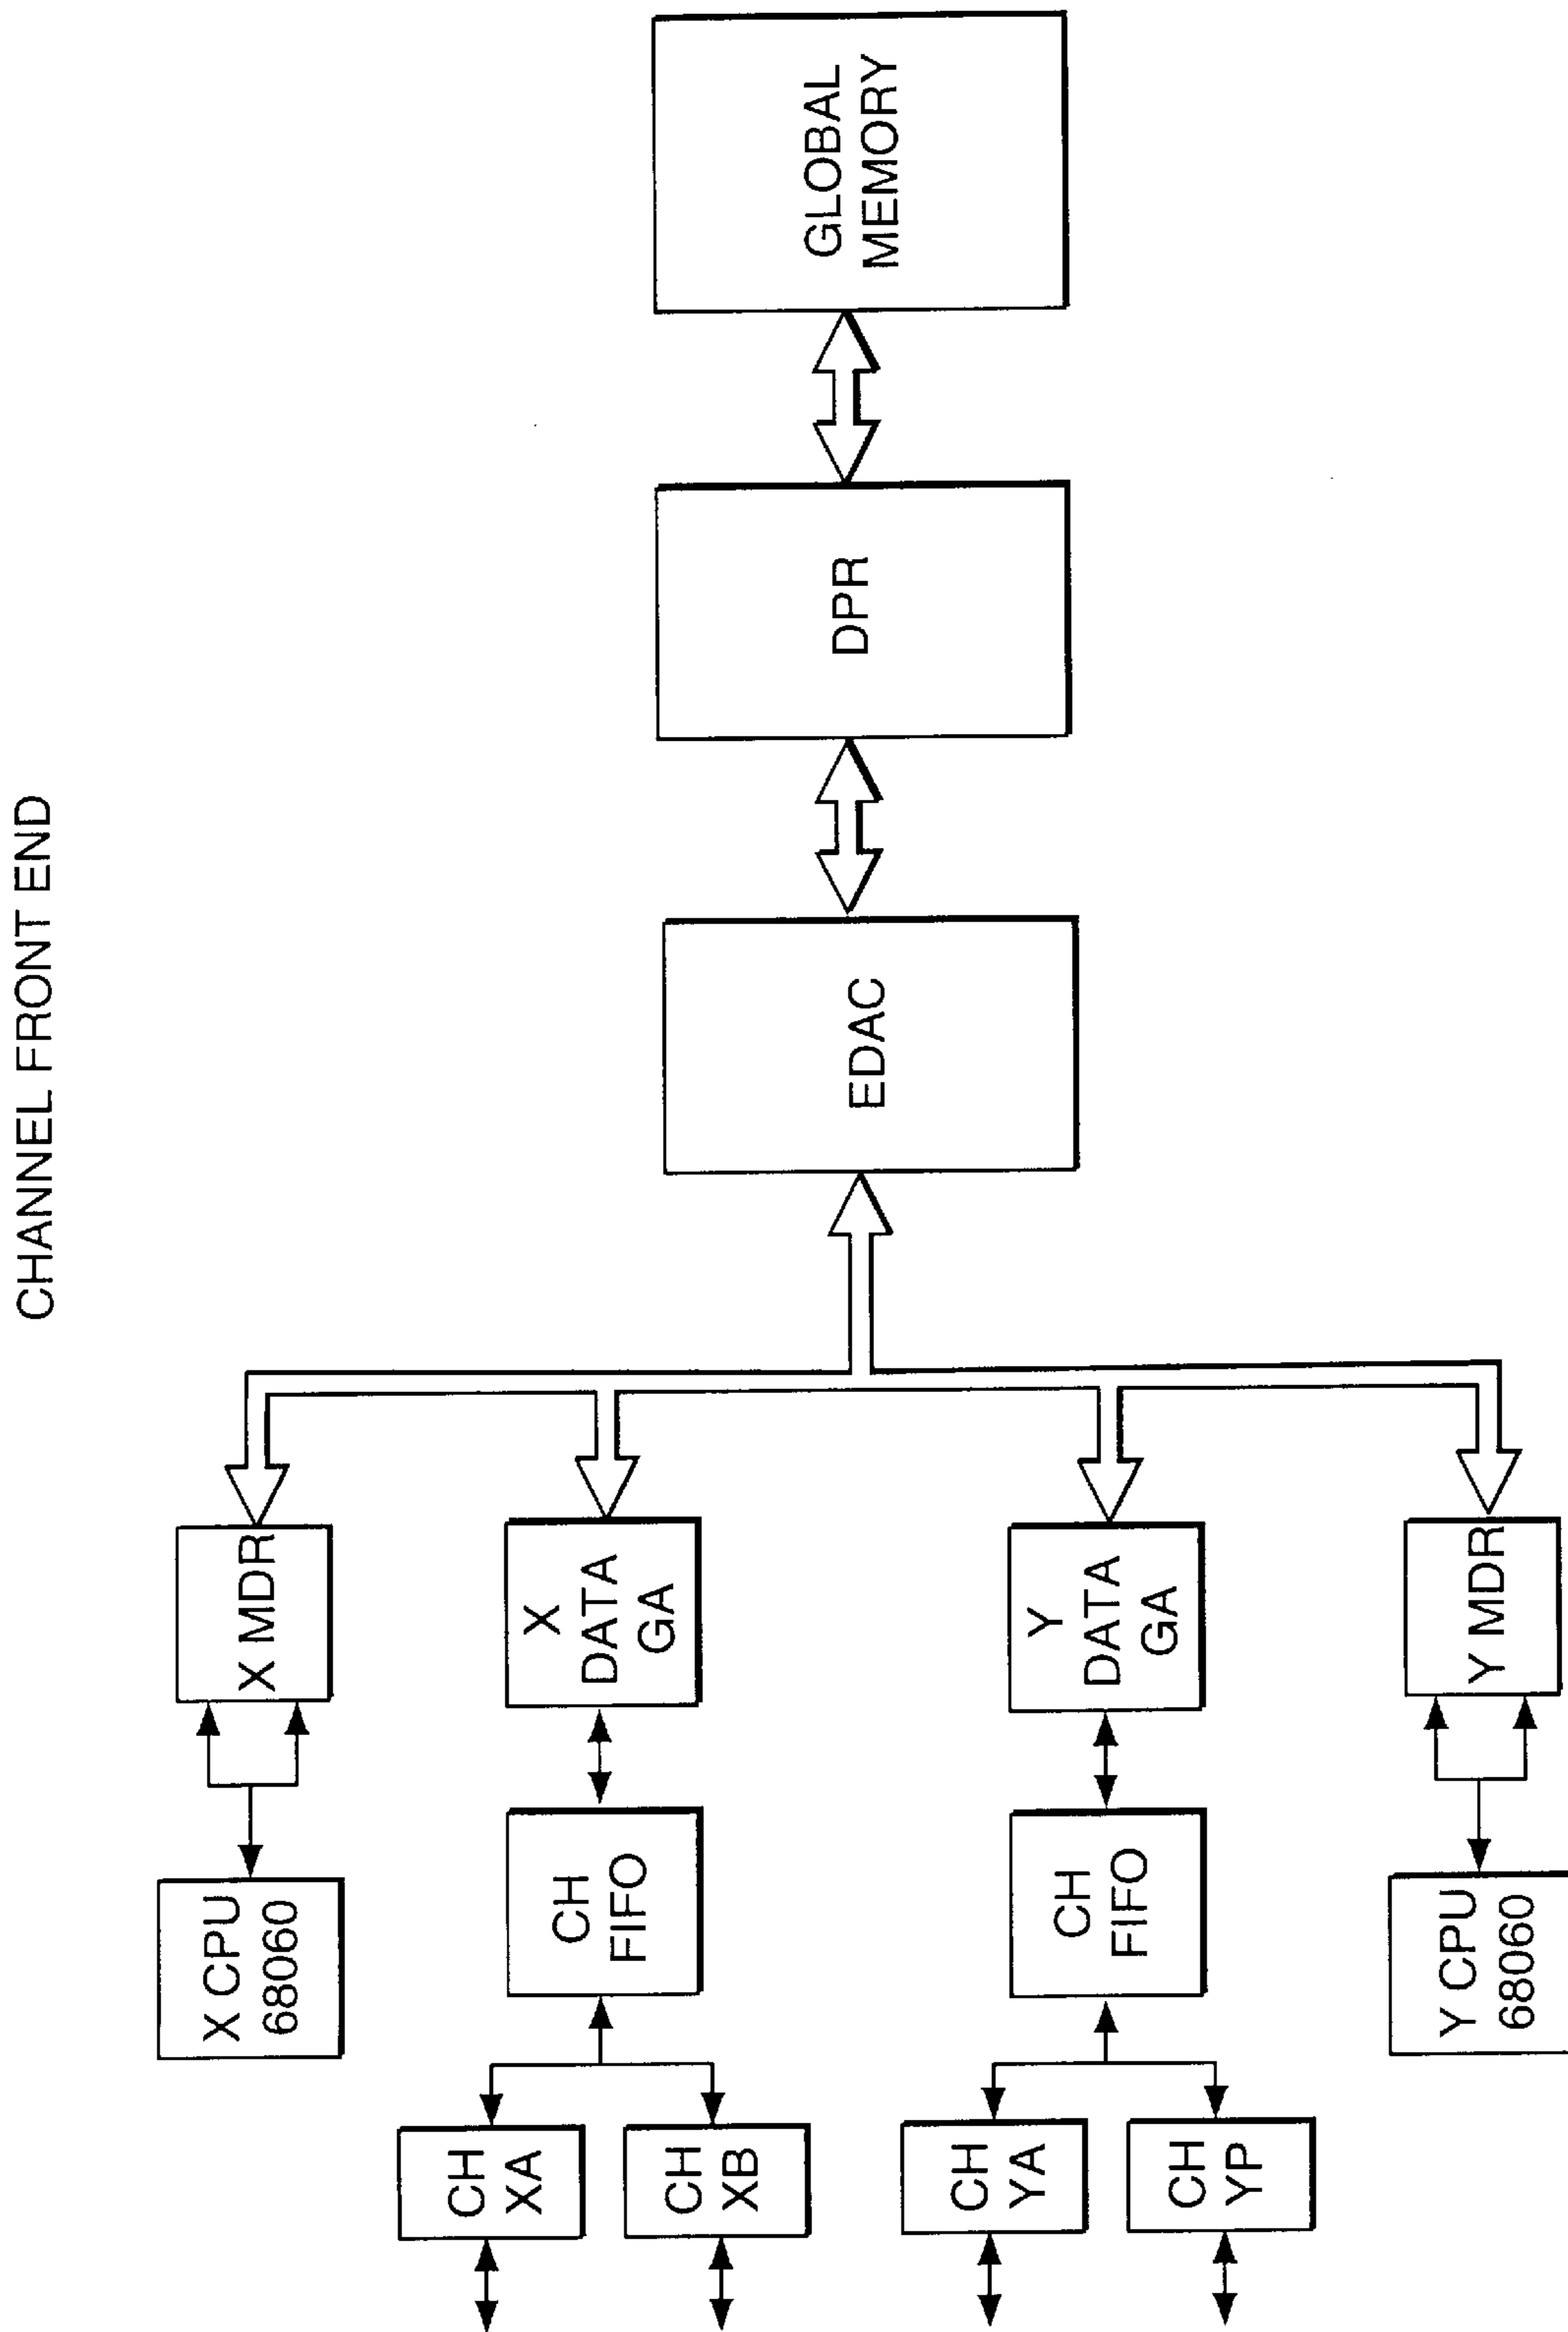 CHANNEL FRONT END
X CPU
68060
X MDR
CH
XA
CH
XB
CH
FIFO
X
DATA
GA
EDAC
DPR
GLOBAL
MEMORY
CH
YA
CH
YP
CH
FIFO
Y
DATA
GA
Y CPU
68060
Y MDR